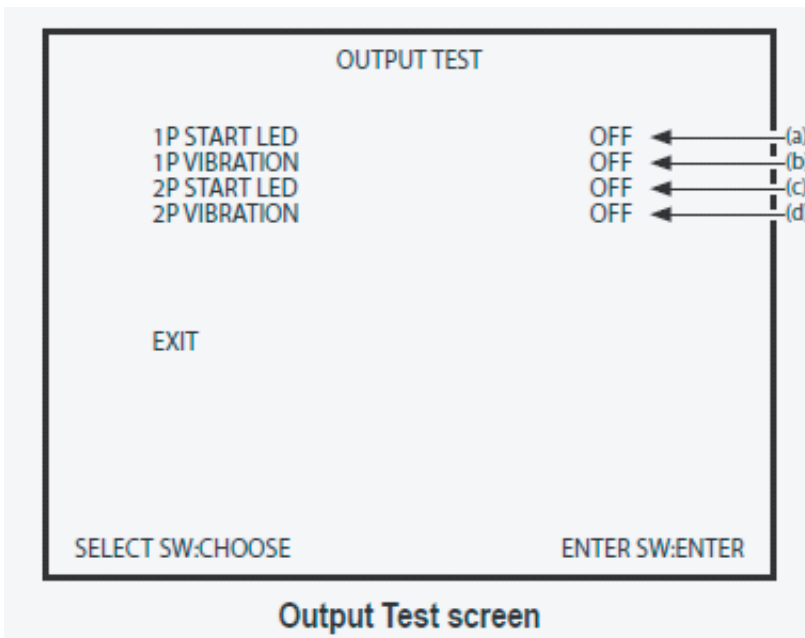 OUTPUT TEST
1P START LED OFF (a)
1P VIBRATION OFF (b)
2P START LED OFF (c)
2P VIBRATION OFF (d)
EXIT
SELECT SW:CHOOSE ENTER SW:ENTER
Output Test screen